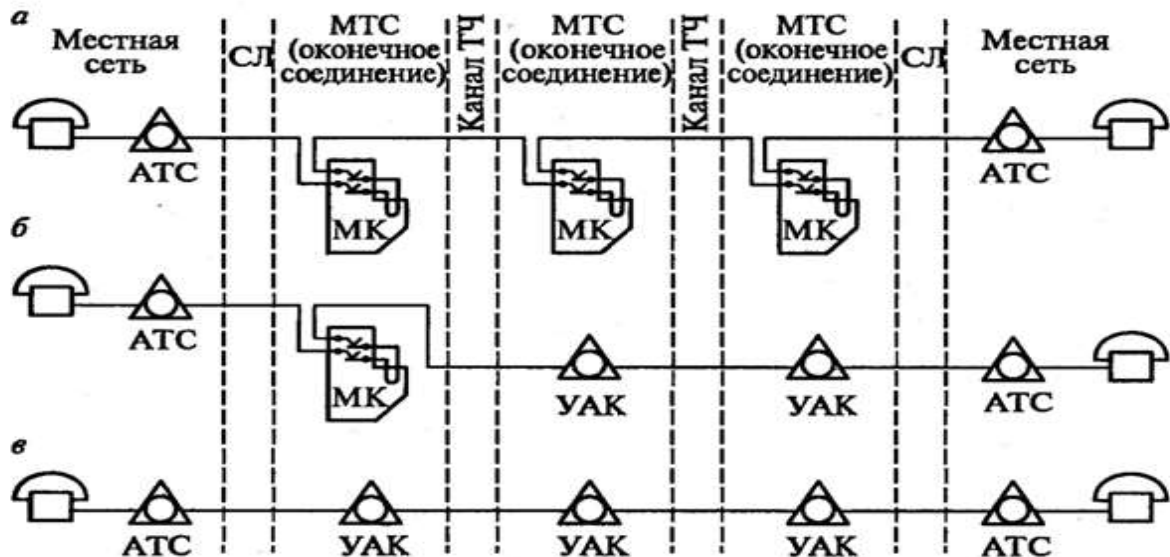 а
Местная
сеть
СЛ
МТС
(оконечное
соединение)
Канал ТЧ
МТС
(оконечное
соединение)
Канал ТЧ
МТС
(оконечное
соединение)
СЛ
Местная
сеть
АТС
МК
МК
МК
АТС
б
АТС
МК
УАК
УАК
АТС
в
АТС
УАК
УАК
УАК
АТС